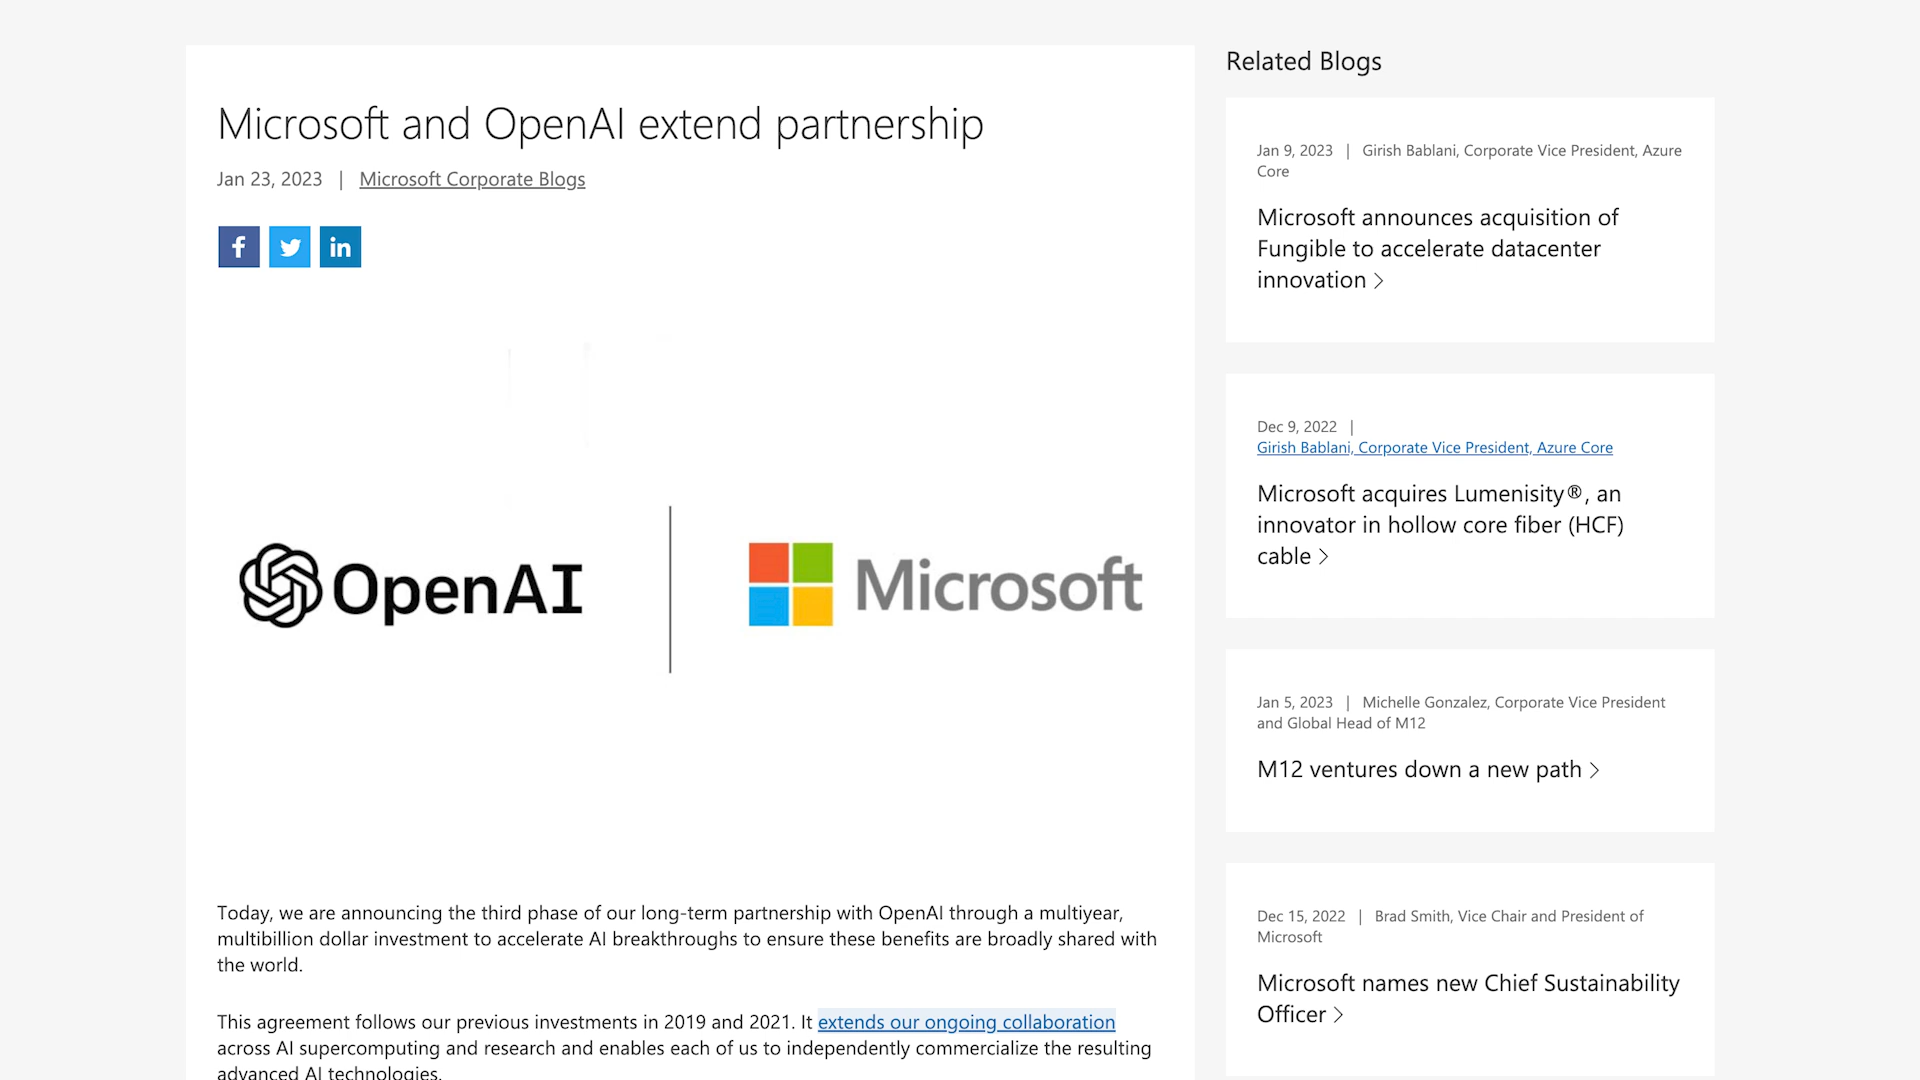 Microsoft and OpenAI extend partnership
Jan 23, 2023 | Microsoft Corporate Blogs
OpenAI
Microsoft
Today, we are announcing the third phase of our long-term partnership with OpenAI through a multiyear,
multibillion dollar investment to accelerate AI breakthroughs to ensure these benefits are broadly shared with
the world.
This agreement follows our previous investments in 2019 and 2021. It extends our ongoing collaboration
across AI supercomputing and research and enables each of us to independently commercialize the resulting
advanced AI technologies.
Related Blogs
Jan 9, 2023 | Girish Bablani, Corporate Vice President, Azure
Core
Microsoft announces acquisition of
Fungible to accelerate datacenter
innovation >
Dec 9, 2022 |
Girish Bablani, Corporate Vice President, Azure Core
Microsoft acquires Lumenisity®, an
innovator in hollow core fiber (HCF)
cable >
Jan 5, 2023 | Michelle Gonzalez, Corporate Vice President
and Global Head of M12
M12 ventures down a new path >
Dec 15, 2022 | Brad Smith, Vice Chair and President of
Microsoft
Microsoft names new Chief Sustainability
Officer >